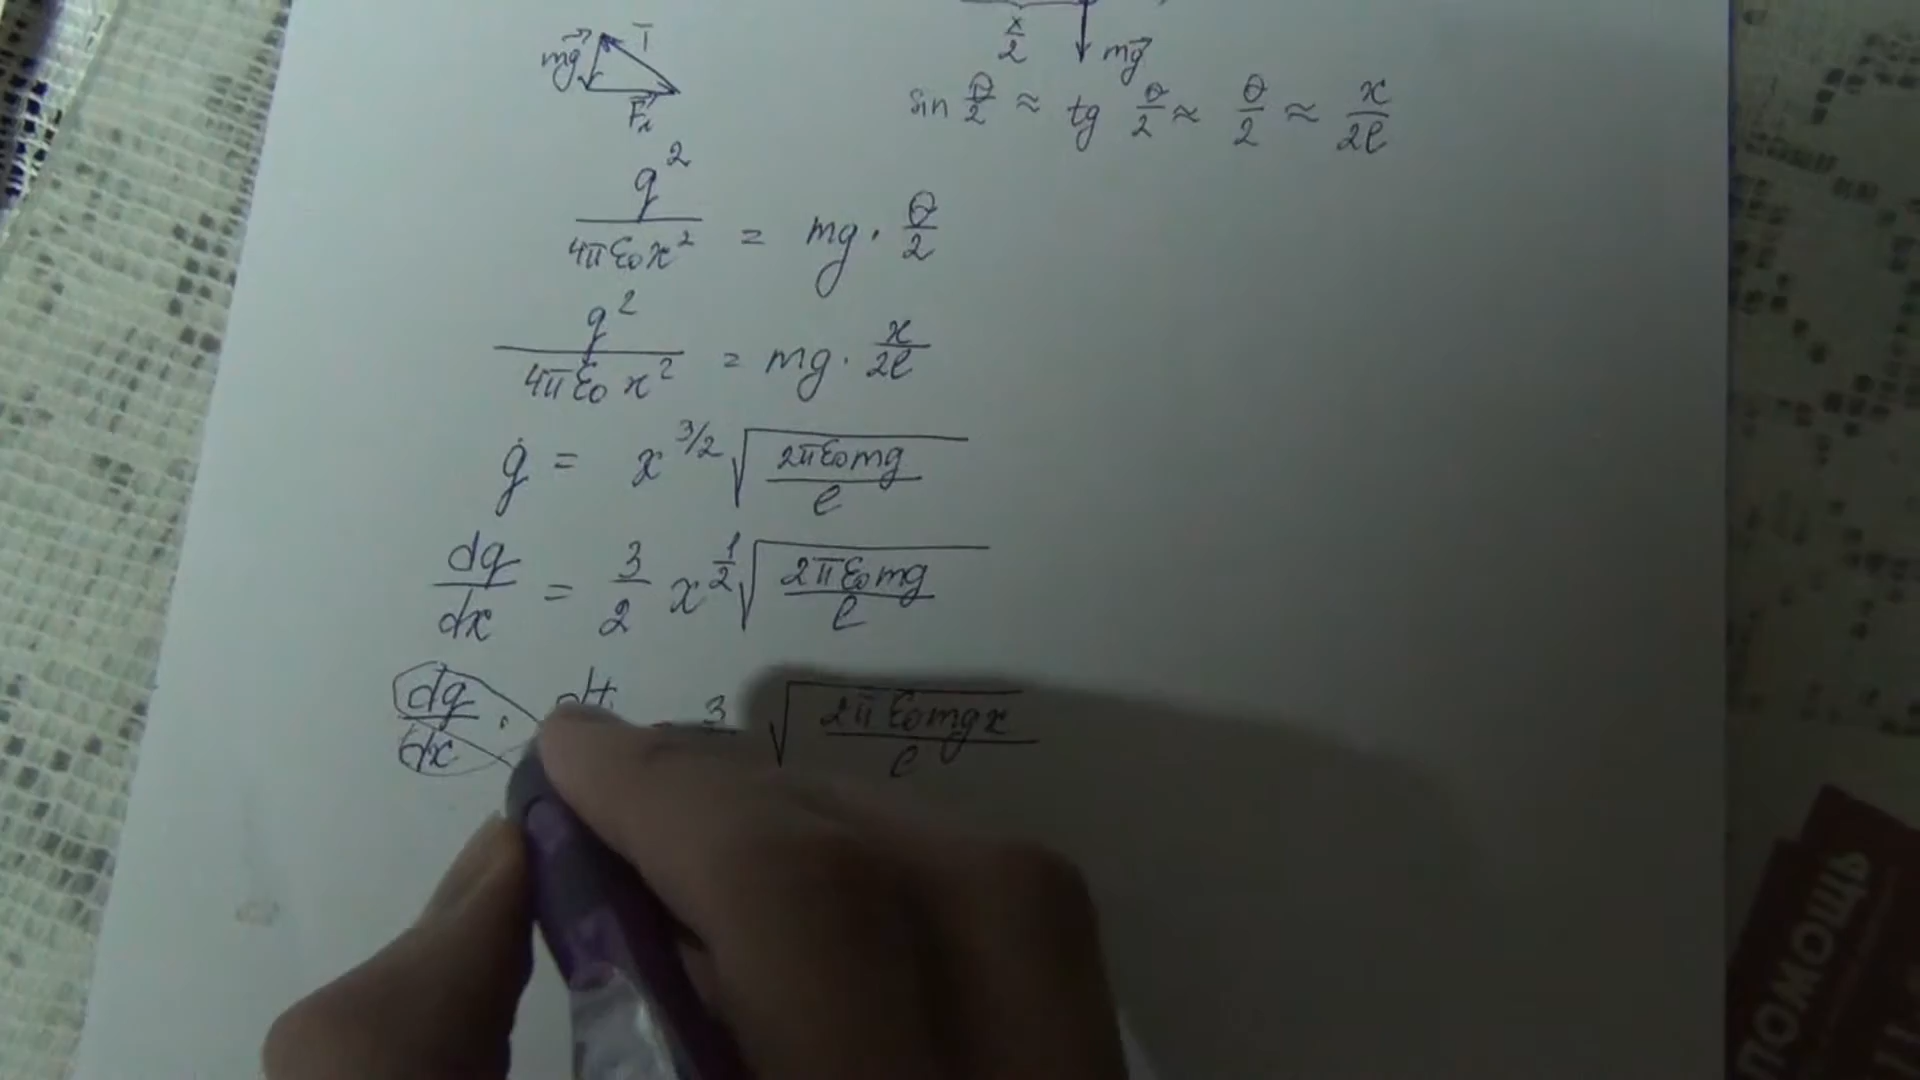 mg⃗ T
F⃗ₓ
x/2 mg⃗
sin θ/2 ≈ tg θ/2 ≈ θ/2 ≈ x/2ℓ
q²/4πε₀x² = mg · θ/2
q²/4πε₀x² = mg · x/2ℓ
q = x^3/2 √(2πε₀mg/ℓ)
dq/dx = 3/2 x^1/2 √(2πε₀mg/ℓ)
dq/dx · dt = 3 √(2πε₀mgx/ℓ)
ПОМОЩЬ